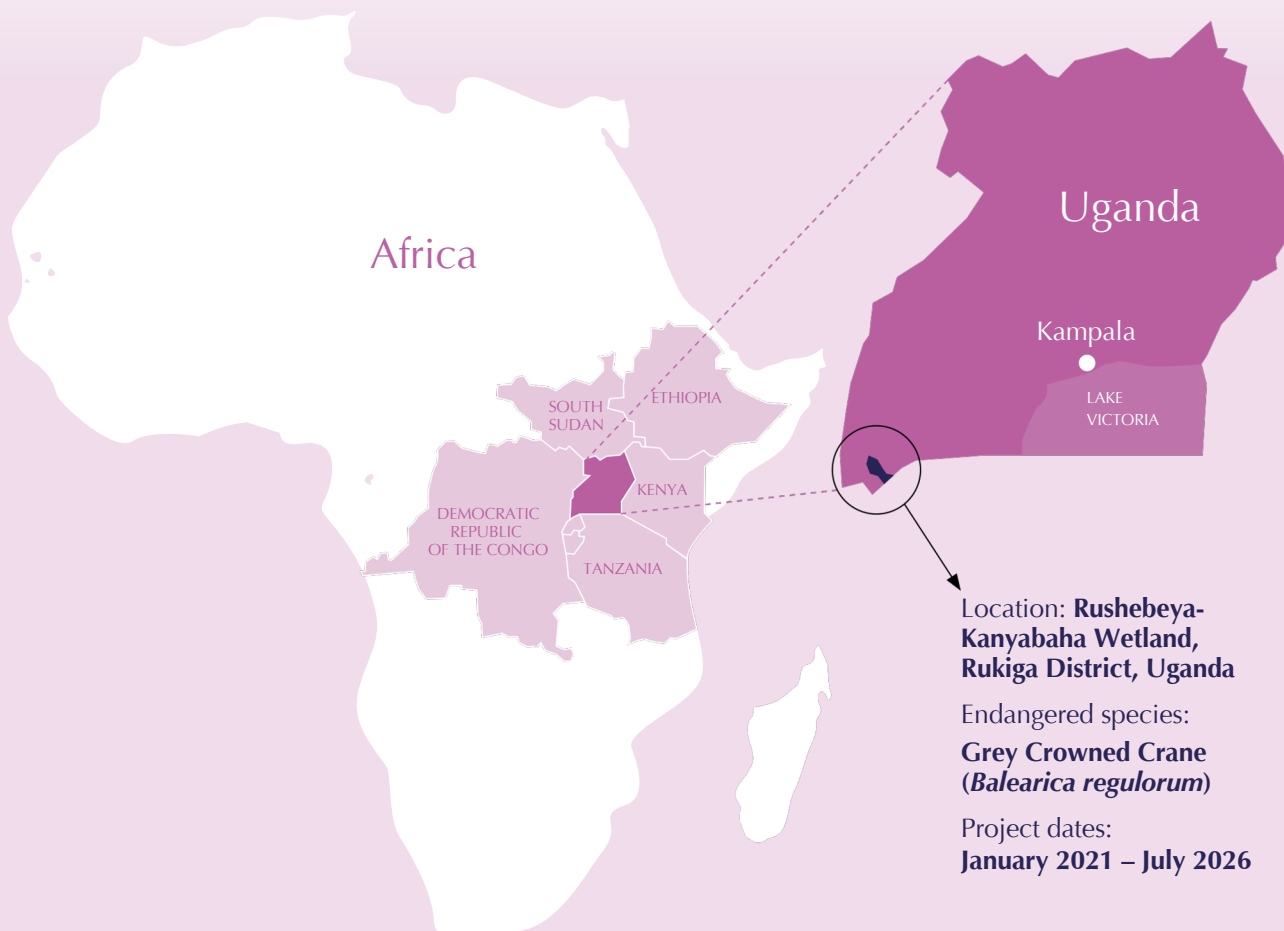 Africa
SOUTH
SUDAN
ETHIOPIA
DEMOCRATIC
REPUBLIC
OF THE CONGO
KENYA
TANZANIA
Uganda
Kampala
LAKE
VICTORIA
Location: Rushebeya-
Kanyabaha Wetland,
Rukiga District, Uganda
Endangered species:
Grey Crowned Crane
(Balearica regulorum)
Project dates:
January 2021 – July 2026